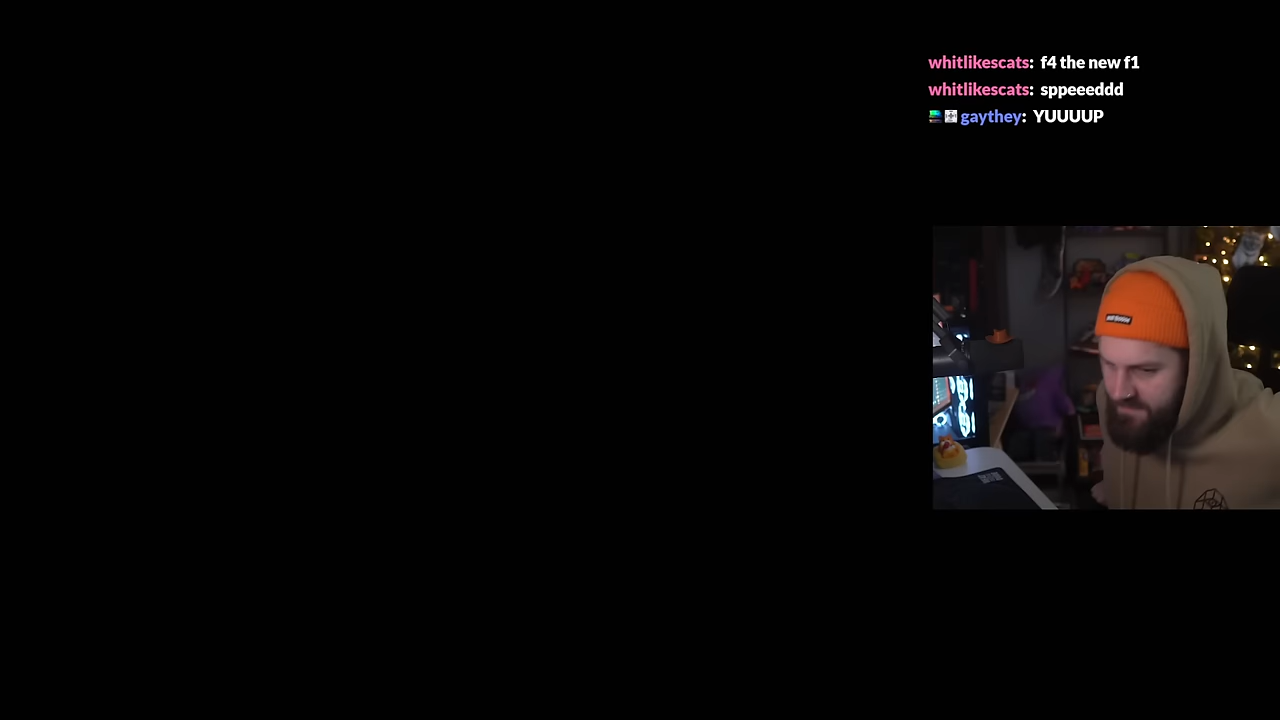 whitlikescats: f4 the new f1
whitlikescats: sppeeeddd
gaythey: YUUUUP